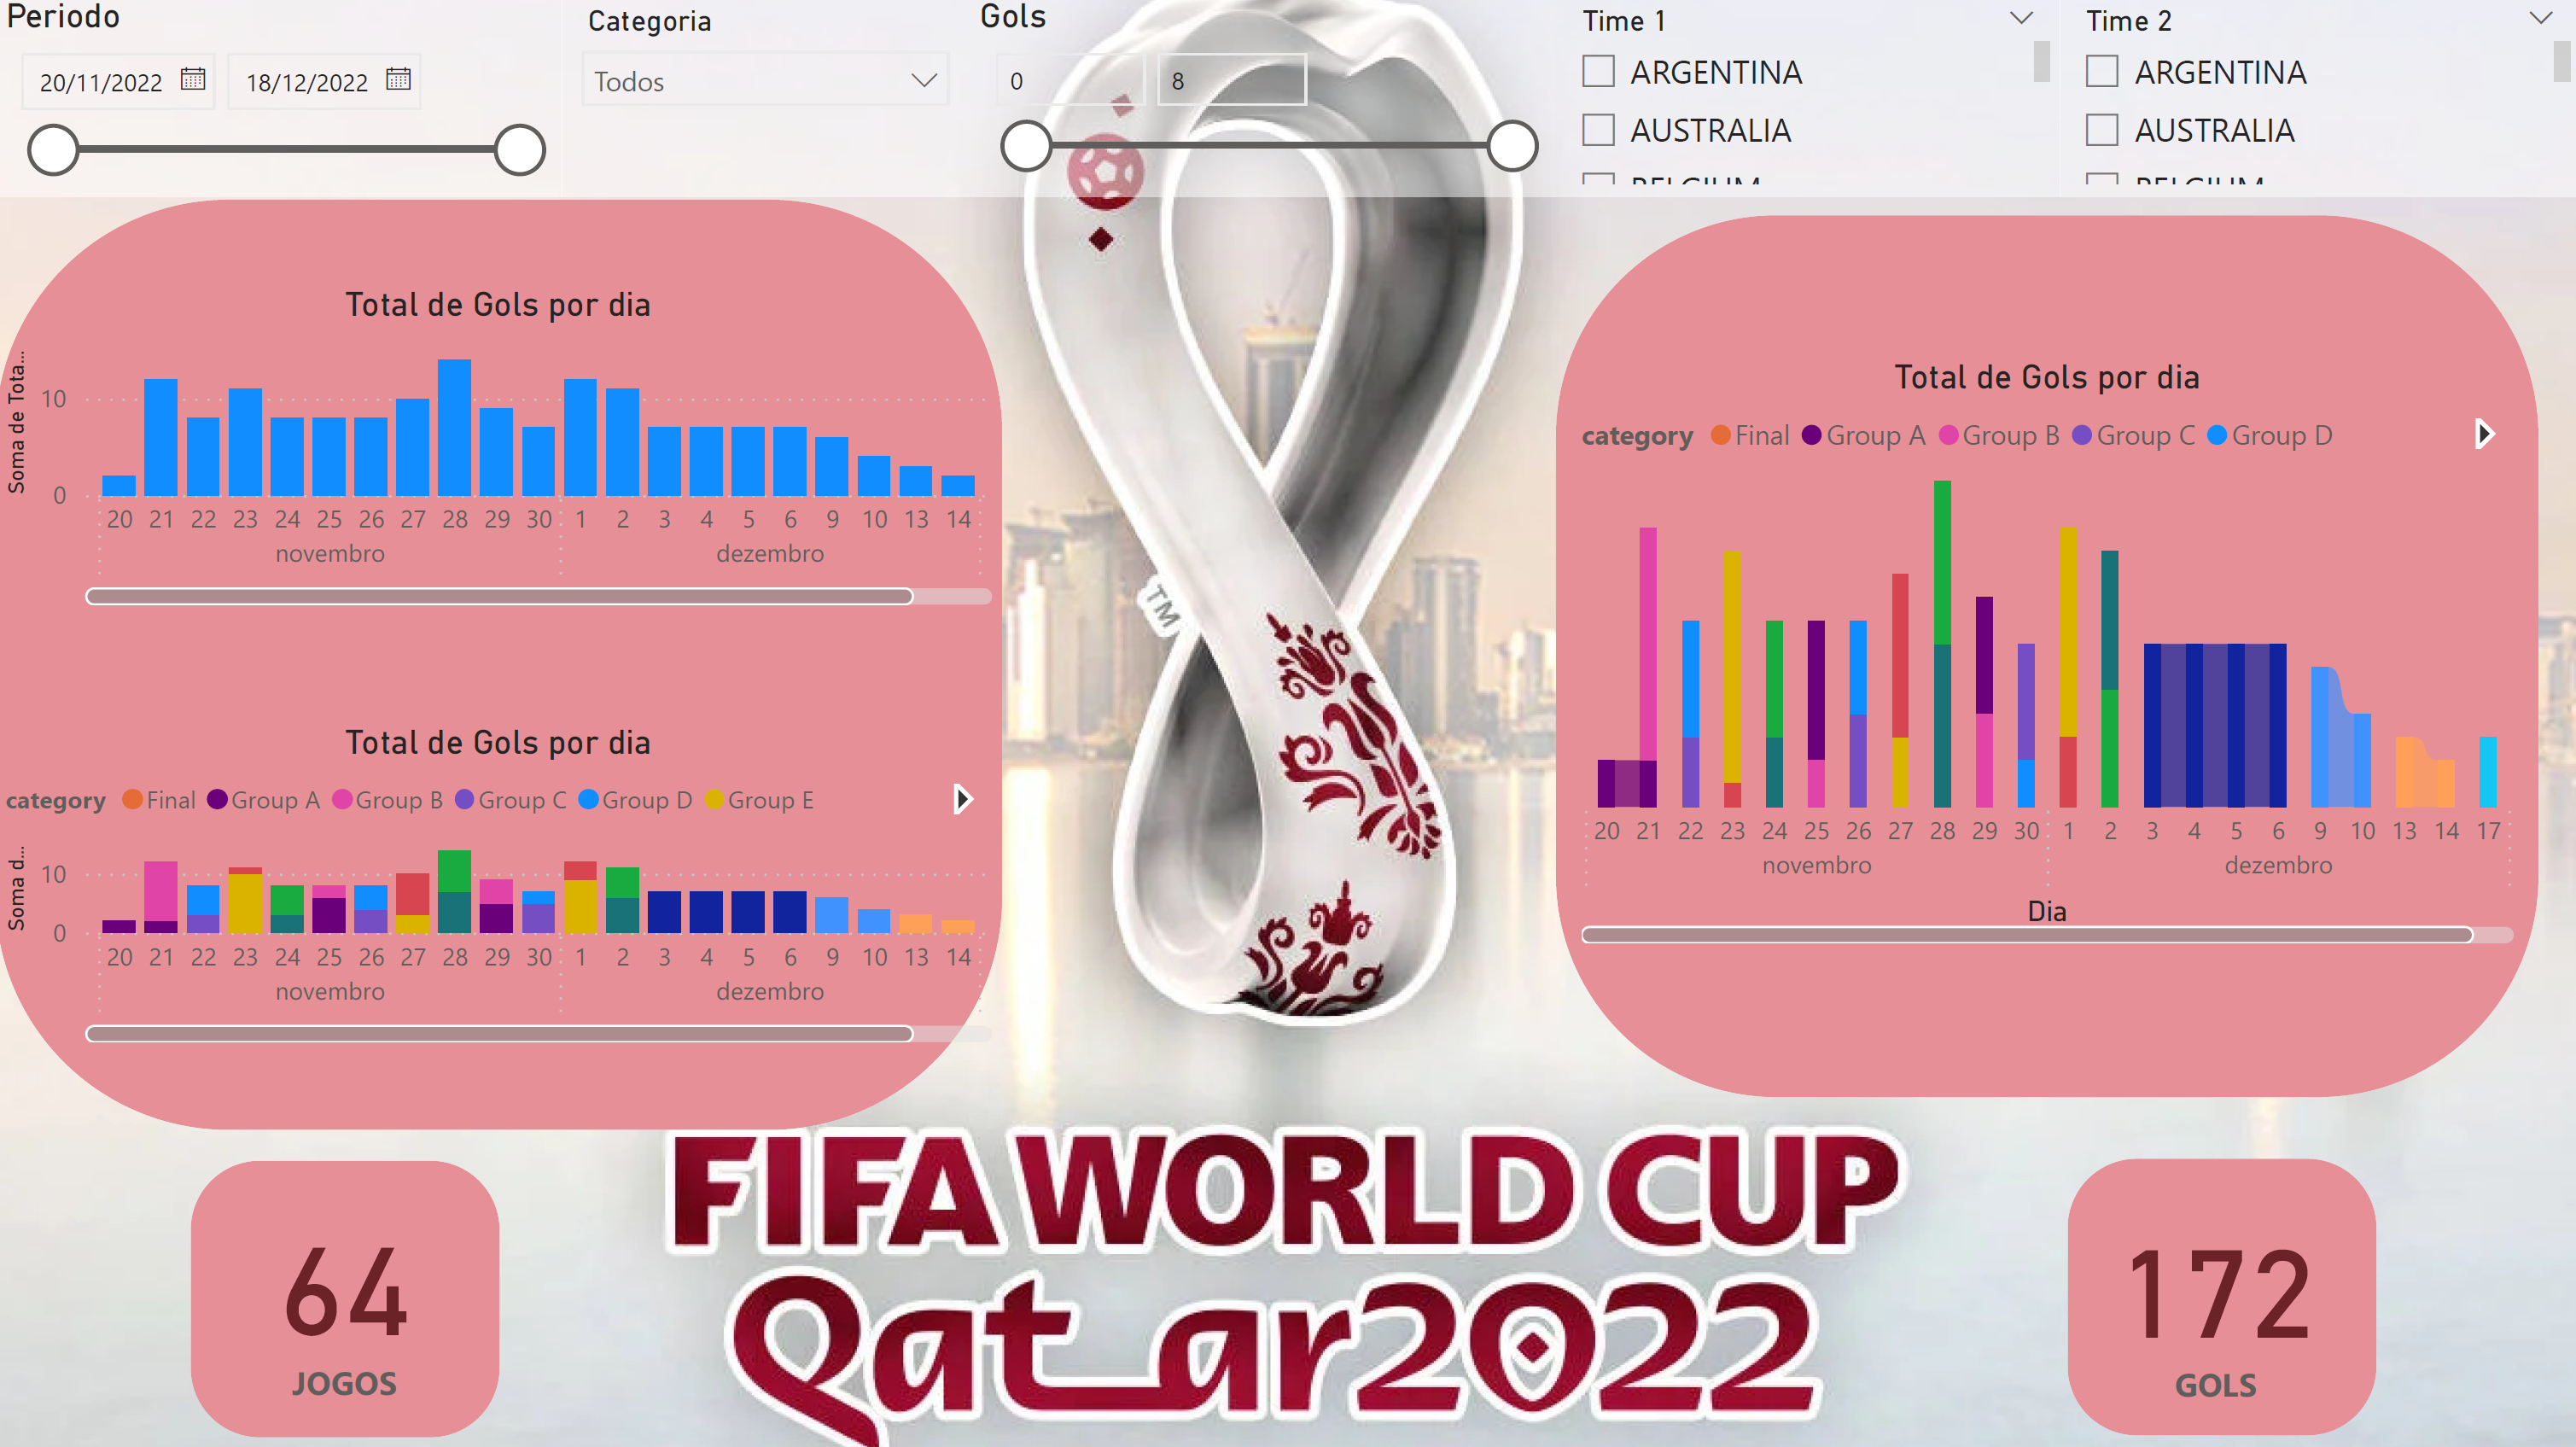 Periodo
20/11/2022 18/12/2022
Categoria
Todos
Gols
0 8
Time 1
ARGENTINA
AUSTRALIA
BELGIUM
Time 2
ARGENTINA
AUSTRALIA
BELGIUM
Total de Gols por dia
Soma de Tota...
10
0
20 21 22 23 24 25 26 27 28 29 30 1 2 3 4 5 6 9 10 13 14
novembro dezembro
Total de Gols por dia
category Final Group A Group B Group C Group D Group E
Soma d...
10
0
20 21 22 23 24 25 26 27 28 29 30 1 2 3 4 5 6 9 10 13 14
novembro dezembro
TM
Total de Gols por dia
category Final Group A Group B Group C Group D
20 21 22 23 24 25 26 27 28 29 30 1 2 3 4 5 6 9 10 13 14 17
novembro dezembro
Dia
64
JOGOS
FIFA WORLD CUP
Qatar2022
172
GOLS